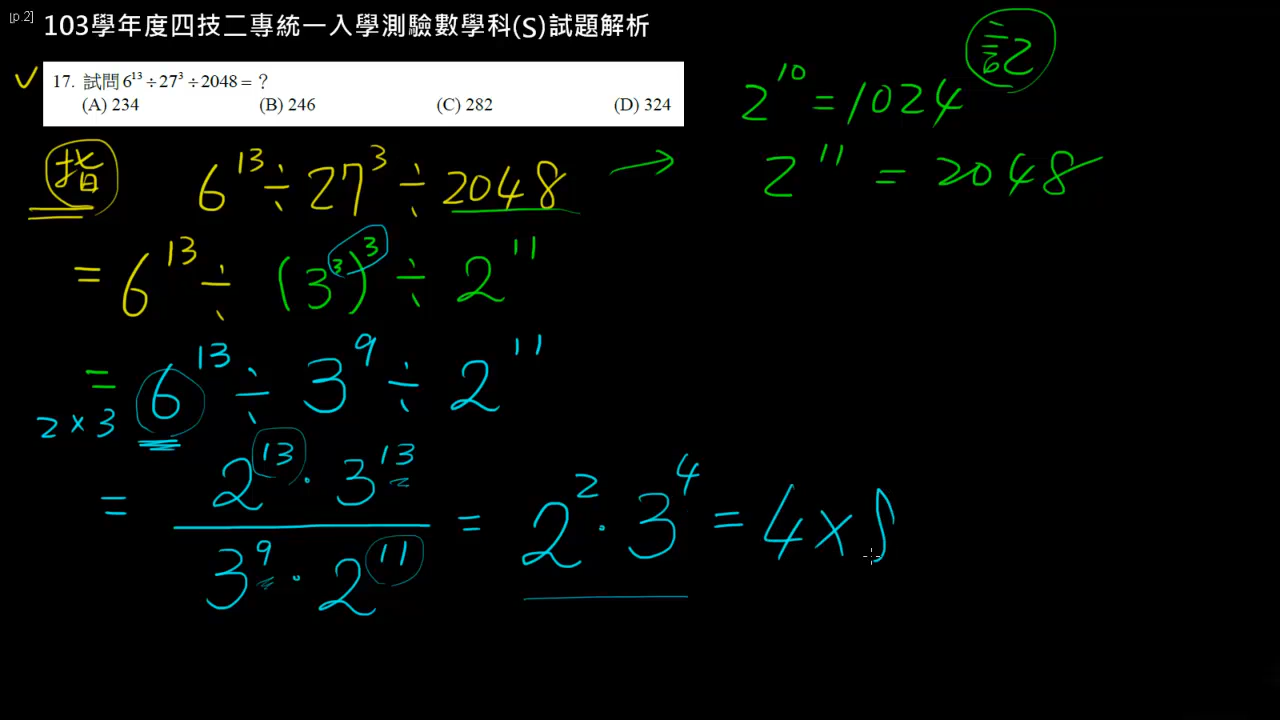 [p.2]
103學年度四技二專統一入學測驗數學科(S)試題解析
17. 試問6¹³÷27³÷2048=?
(A) 234 (B) 246 (C) 282 (D) 324
2¹⁰=1024 記
2¹¹=2048
指 6¹³÷27³÷2048 →
=6¹³÷(3³)³÷2¹¹
=6¹³÷3⁹÷2¹¹
2×3
=2¹³·3¹³/3⁹·2¹¹=2²·3⁴=4×